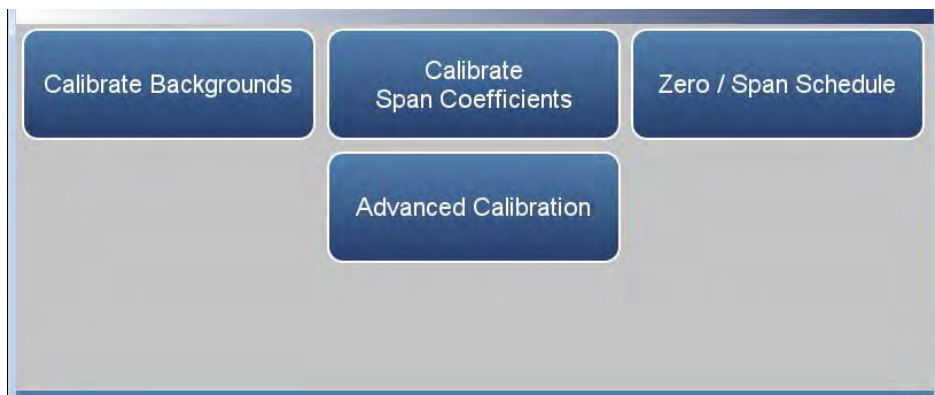 Calibrate Backgrounds
Calibrate
Span Coefficients
Zero / Span Schedule
Advanced Calibration